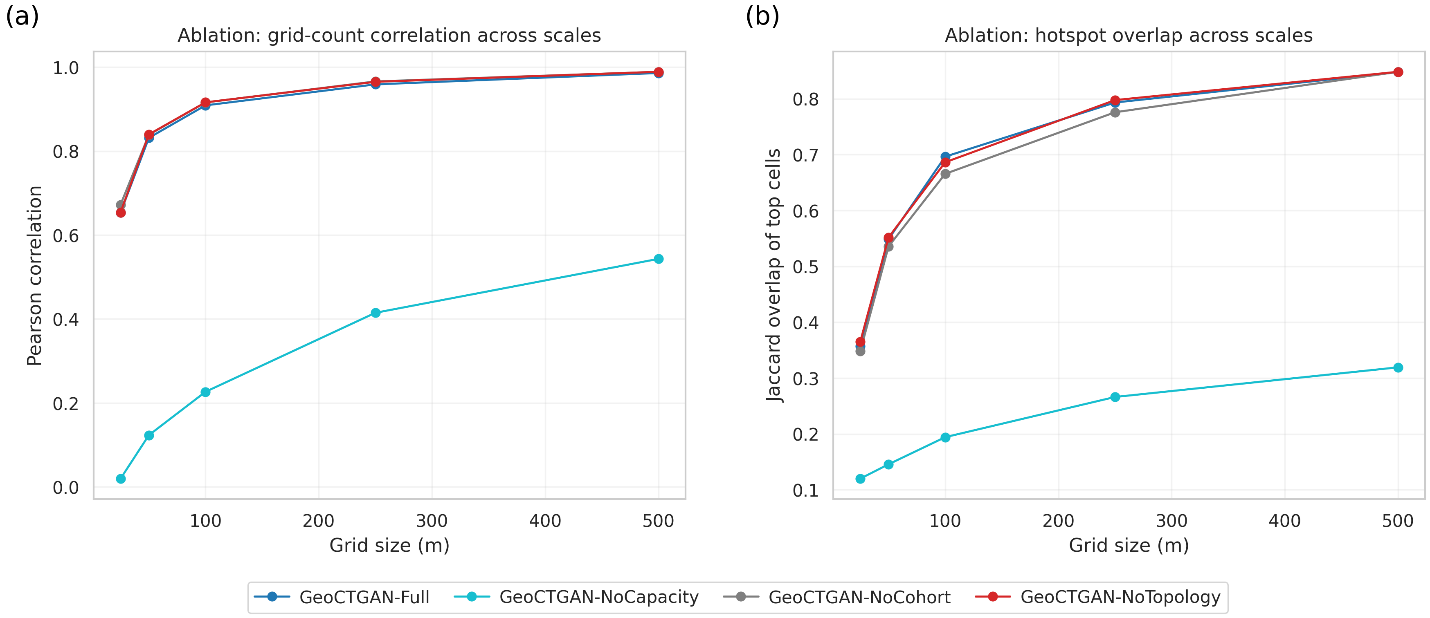 (a)
Ablation: grid-count correlation across scales
1.0
0.8
0.6
0.4
0.2
0.0
Pearson correlation
100 200 300 400 500
Grid size (m)
(b)
Ablation: hotspot overlap across scales
0.8
0.7
0.6
0.5
0.4
0.3
0.2
0.1
Jaccard overlap of top cells
100 200 300 400 500
Grid size (m)
GeoCTGAN-Full GeoCTGAN-NoCapacity GeoCTGAN-NoCohort GeoCTGAN-NoTopology